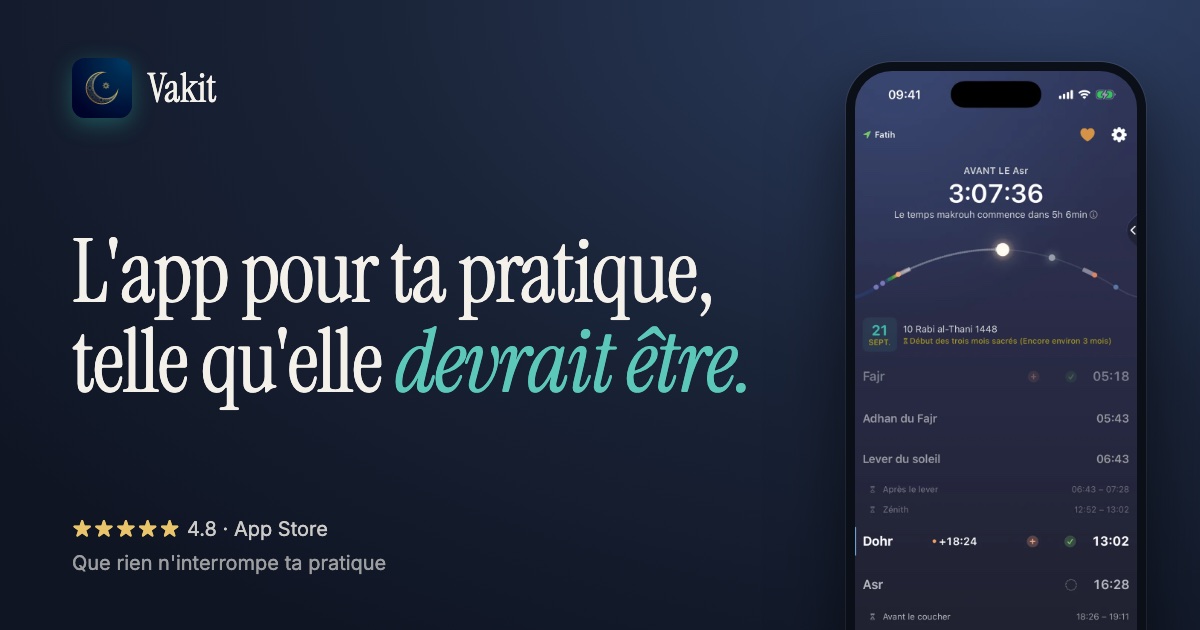 Vakit
L'app pour ta pratique,
telle qu'elle devrait être.
4.8 · App Store
Que rien n'interrompe ta pratique
09:41
Fatih
AVANT LE Asr
3:07:36
Le temps makrouh commence dans 5h 6min
21
SEPT.
10 Rabi al-Thani 1448
Début des trois mois sacrés (Encore environ 3 mois)
Fajr 05:18
Adhan du Fajr 05:43
Lever du soleil 06:43
Après le lever 06:43 – 07:28
Zénith 12:52 – 13:02
Dohr +18:24 13:02
Asr 16:28
Avant le coucher 18:26 – 19:11